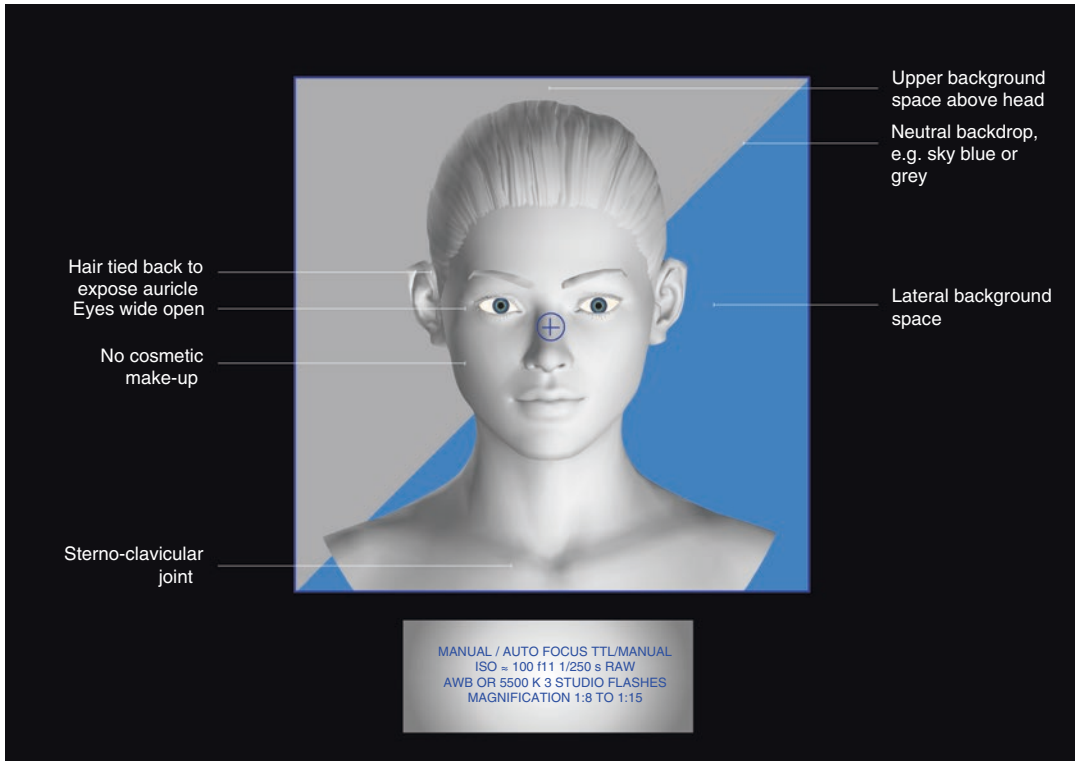 Upper background
space above head
Neutral backdrop,
e.g. sky blue or
grey
Hair tied back to
expose auricle
Eyes wide open
Lateral background
space
No cosmetic
make-up
Sterno-clavicular
joint
MANUAL / AUTO FOCUS TTL/MANUAL
ISO ≈ 100 f11 1/250 s RAW
AWB OR 5500 K 3 STUDIO FLASHES
MAGNIFICATION 1:8 TO 1:15